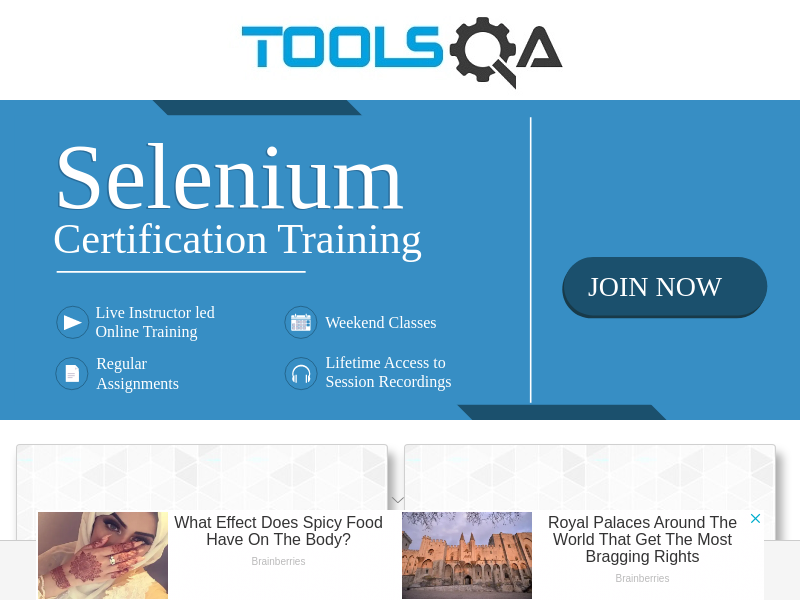 TOOLSQA
Selenium
Certification Training
JOIN NOW
Live Instructor led
Online Training
Weekend Classes
Regular
Assignments
Lifetime Access to
Session Recordings
What Effect Does Spicy Food
Have On The Body?
Brainberries
Royal Palaces Around The
World That Get The Most
Bragging Rights
Brainberries